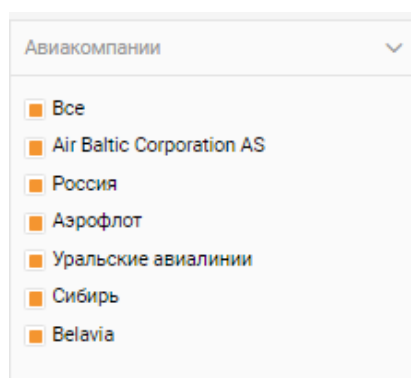 Авиакомпании
Все
Air Baltic Corporation AS
Россия
Аэрофлот
Уральские авиалинии
Сибирь
Belavia